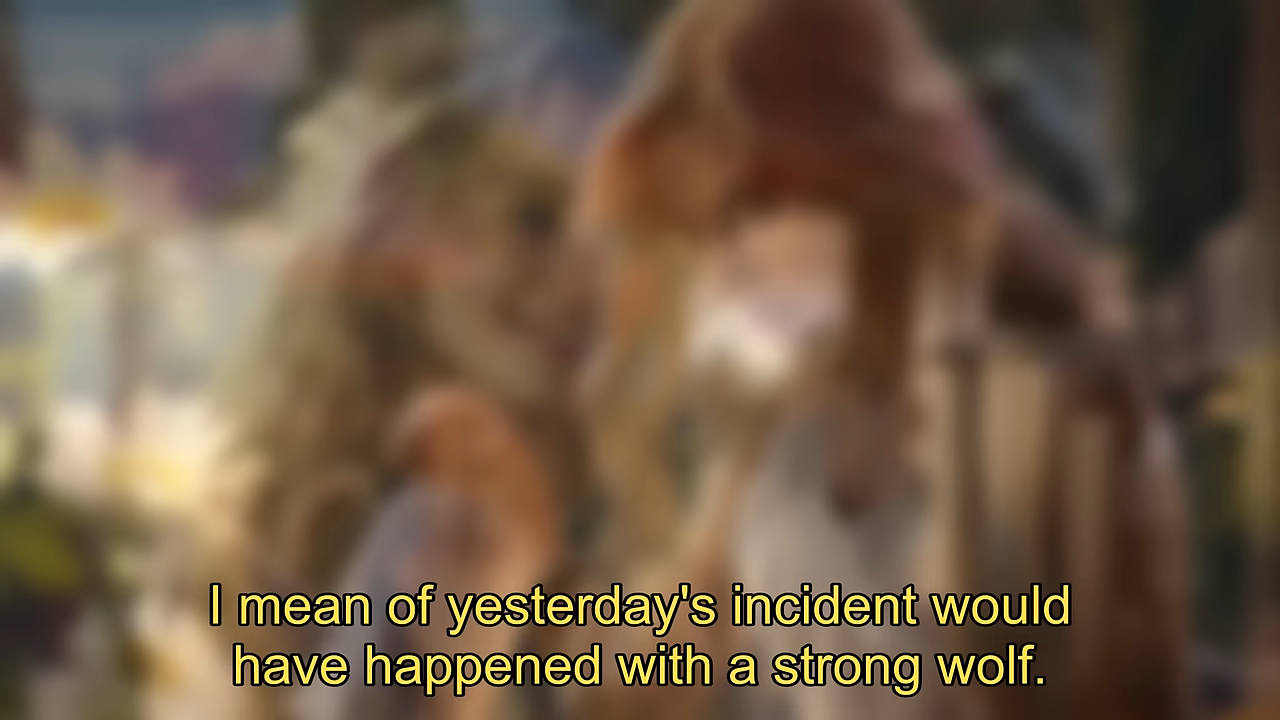 I mean of yesterday's incident would
have happened with a strong wolf.